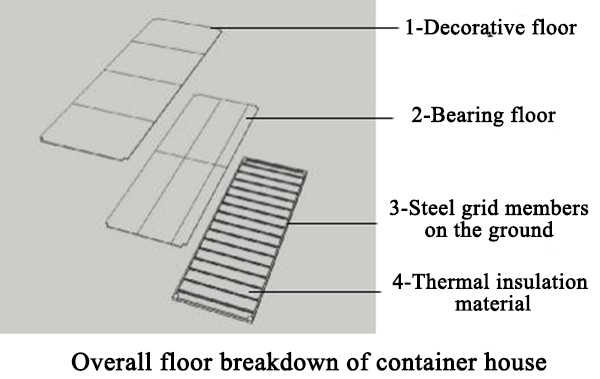 1-Decorative floor
2-Bearing floor
3-Steel grid members
on the ground
4-Thermal insulation
material
Overall floor breakdown of container house